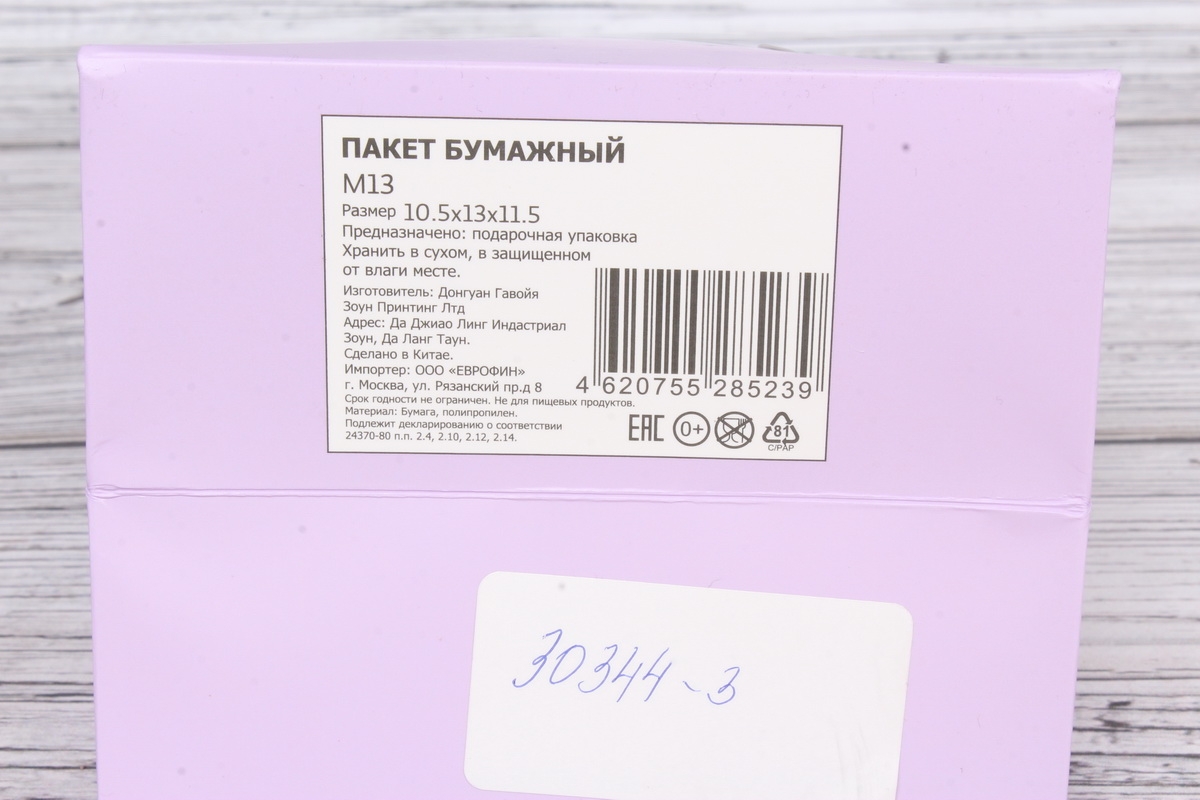 ПАКЕТ БУМАЖНЫЙ
М13
Размер 10.5x13x11.5
Предназначено: подарочная упаковка
Хранить в сухом, в защищенном
от влаги месте.
Изготовитель: Донгуан Гавойя
Зоун Принтинг Лтд
Адрес: Да Джиао Линг Индастриал
Зоун, Да Ланг Таун.
Сделано в Китае.
Импортер: ООО «ЕВРОФИН»
г. Москва, ул. Рязанский пр.д 8
Срок годности не ограничен. Не для пищевых продуктов.
Материал: Бумага, полипропилен.
Подлежит декларированию о соответствии
24370-80 п.п. 2.4, 2.10, 2.12, 2.14.
4 620755 285239
EAC 0+ 81
C/PAP
30344-3